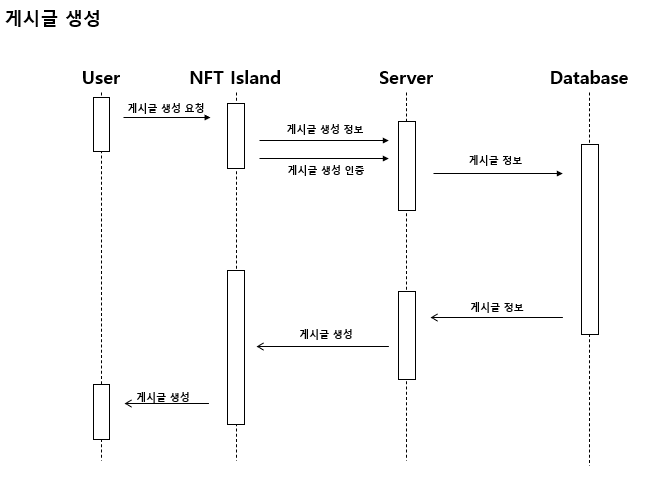 게시글 생성
User
NFT Island
Server
Database
게시글 생성 요청
게시글 생성 정보
게시글 생성 인증
게시글 정보
게시글 정보
게시글 생성
게시글 생성